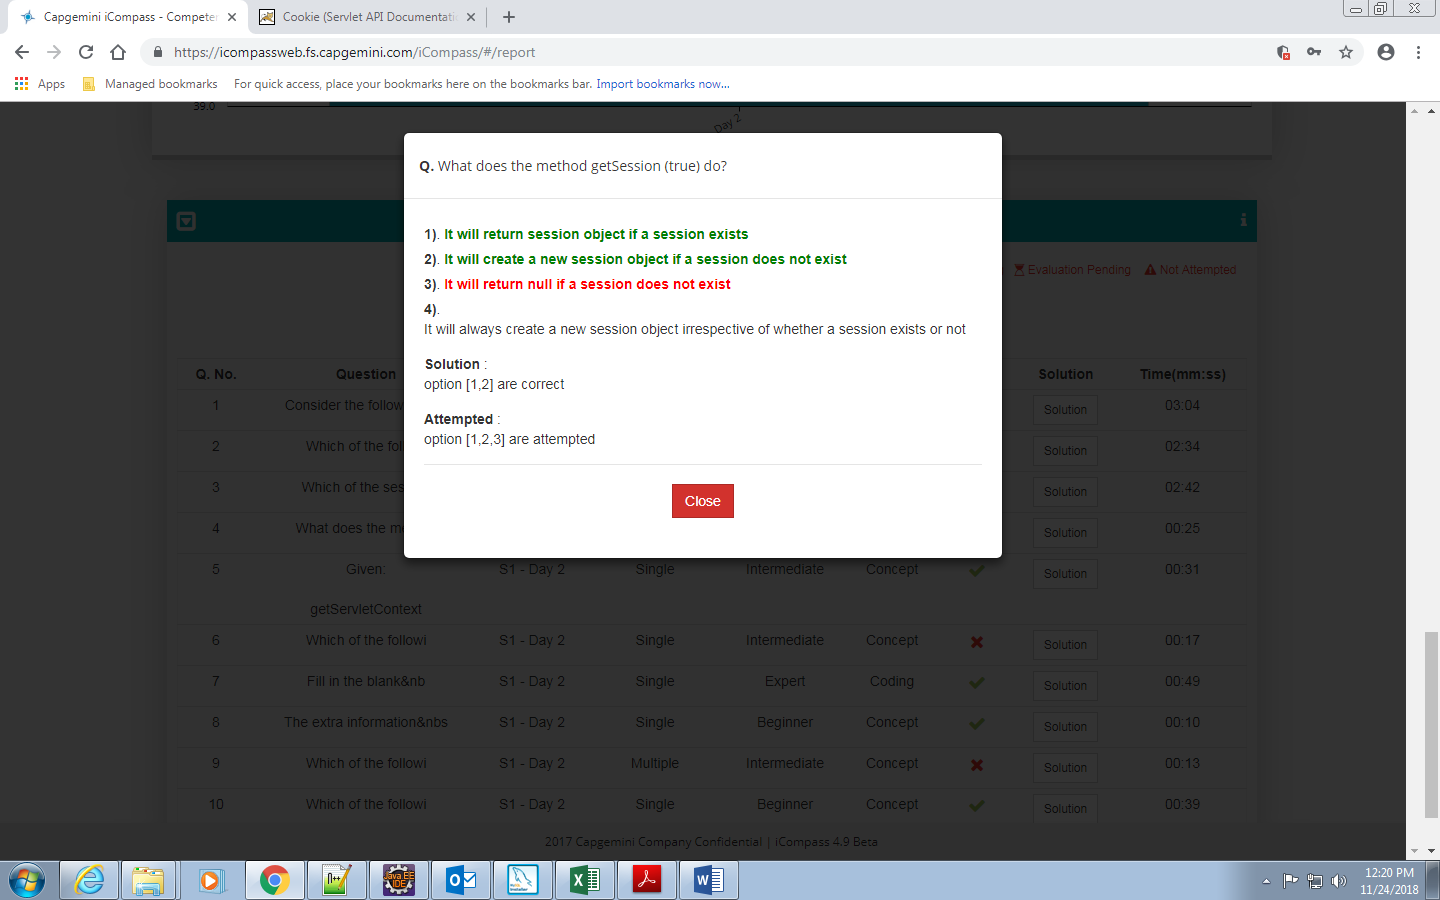 Capgemini iCompass - Competen
Cookie (Servlet API Documentati
https://icompassweb.fs.capgemini.com/iCompass/#/report
Apps
Managed bookmarks
For quick access, place your bookmarks here on the bookmarks bar. Import bookmarks now...
39.0
Day 2
Q. What does the method getSession (true) do?
1). It will return session object if a session exists
2). It will create a new session object if a session does not exist
3). It will return null if a session does not exist
4).
It will always create a new session object irrespective of whether a session exists or not
Solution :
option [1,2] are correct
Attempted :
option [1,2,3] are attempted
Close
Evaluation Pending Not Attempted
Q. No. Question Solution Time(mm:ss)
1 Consider the follow Solution 03:04
2 Which of the fol Solution 02:34
3 Which of the ses Solution 02:42
4 What does the m Solution 00:25
5 Given: S1 - Day 2 Single Intermediate Concept Solution 00:31
getServletContext
6 Which of the followi S1 - Day 2 Single Intermediate Concept Solution 00:17
7 Fill in the blank&nb S1 - Day 2 Single Expert Coding Solution 00:49
8 The extra information&nbs S1 - Day 2 Single Beginner Concept Solution 00:10
9 Which of the followi S1 - Day 2 Multiple Intermediate Concept Solution 00:13
10 Which of the followi S1 - Day 2 Single Beginner Concept Solution 00:39
2017 Capgemini Company Confidential | iCompass 4.9 Beta
Java EE
IDE
12:20 PM
11/24/2018